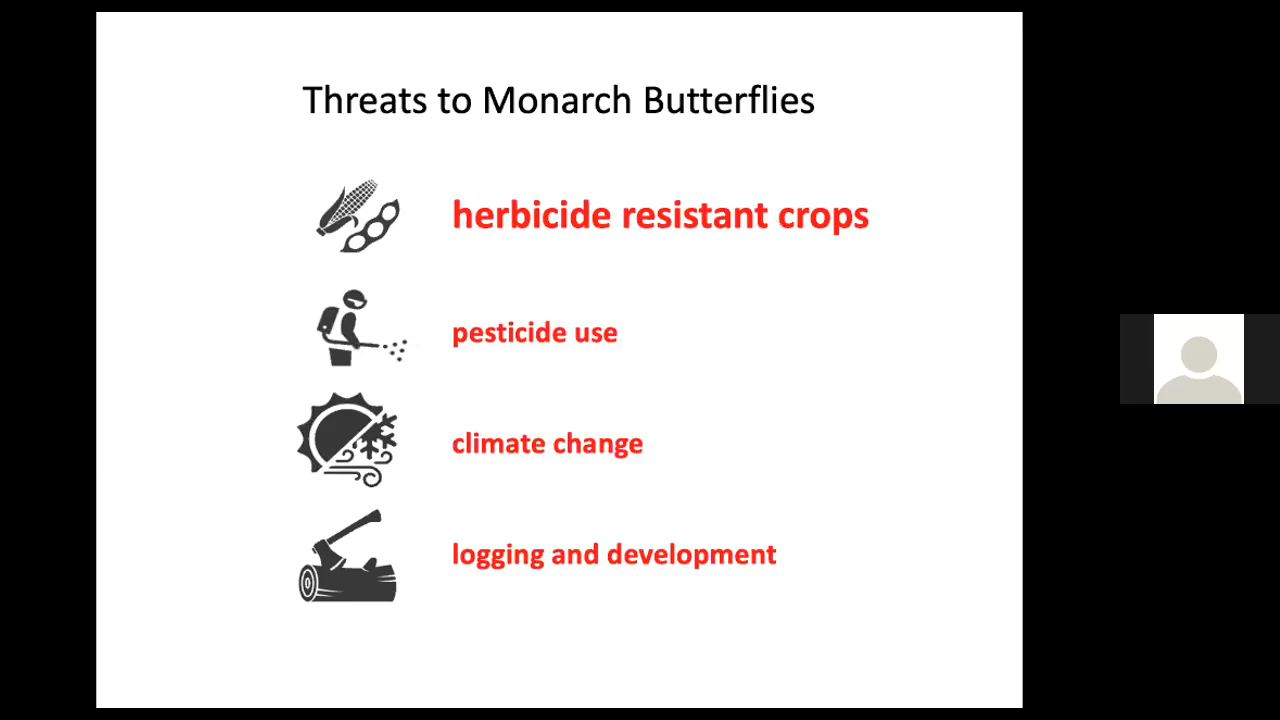 Threats to Monarch Butterflies
herbicide resistant crops
pesticide use
climate change
logging and development